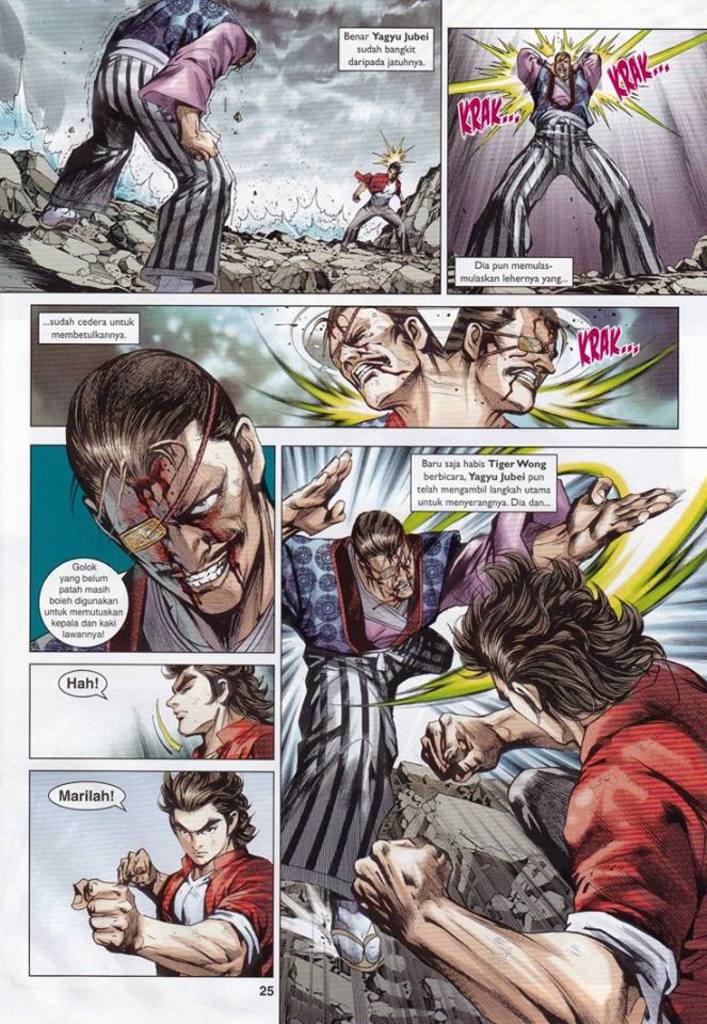 Benar Yagyu Jubei
sudah bangkit
daripada jatuhnya.
KRAK...
KRAK...
Dia pun memulas-
mulaskan lehernya yang...
...sudah cedera untuk
membetulkannya.
KRAK...
Golok
yang belum
patah masih
boleh digunakan
untuk memutuskan
kepala dan kaki
lawannya!
Baru saja habis Tiger Wong
berbicara, Yagyu Jubei pun
telah mengambil langkah utama
untuk menyerangnya. Dia dan...
Hah!
Marilah!
25